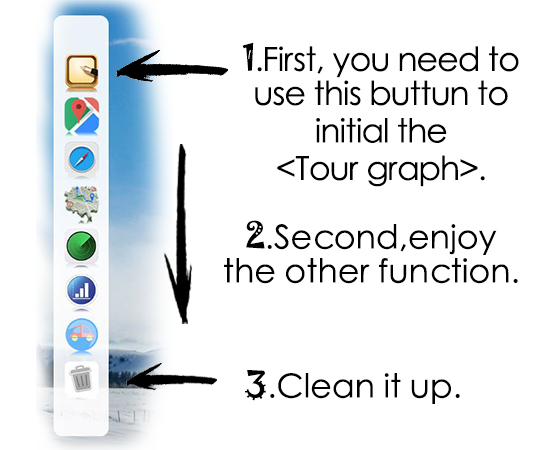 1.First, you need to
use this buttun to
initial the
<Tour graph>.
2.Second,enjoy
the other function.
3.Clean it up.